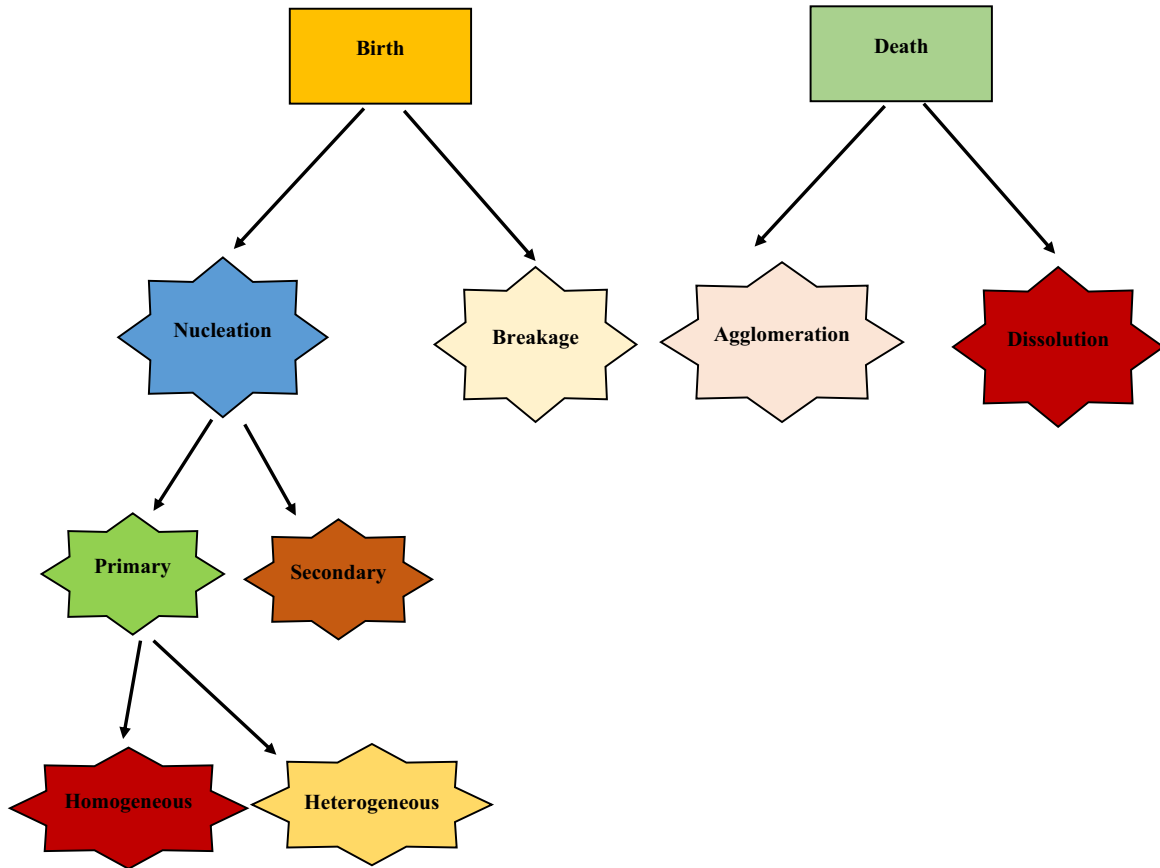 Birth
Death
Nucleation
Breakage
Agglomeration
Dissolution
Primary
Secondary
Homogeneous
Heterogeneous